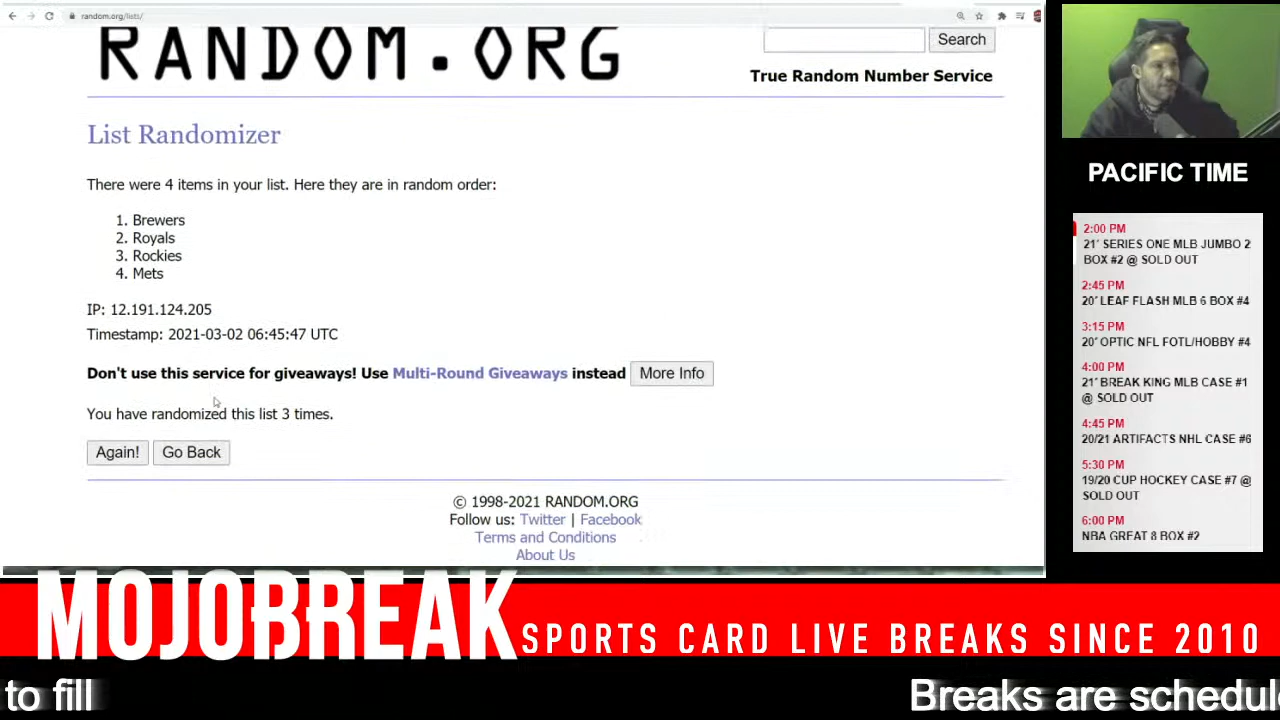 random.org/lists/
RANDOM.ORG
Search
True Random Number Service
List Randomizer
There were 4 items in your list. Here they are in random order:
1. Brewers
2. Royals
3. Rockies
4. Mets
IP: 12.191.124.205
Timestamp: 2021-03-02 06:45:47 UTC
Don't use this service for giveaways! Use Multi-Round Giveaways instead More Info
You have randomized this list 3 times.
Again! Go Back
© 1998-2021 RANDOM.ORG
Follow us: Twitter | Facebook
Terms and Conditions
About Us
PACIFIC TIME
2:00 PM
21' SERIES ONE MLB JUMBO 2
BOX #2 @ SOLD OUT
2:45 PM
20' LEAF FLASH MLB 6 BOX #4
3:15 PM
20' OPTIC NFL FOTL/HOBBY #4
4:00 PM
21' BREAK KING MLB CASE #1
@ SOLD OUT
4:45 PM
20/21 ARTIFACTS NHL CASE #6
5:30 PM
19/20 CUP HOCKEY CASE #7 @
SOLD OUT
6:00 PM
NBA GREAT 8 BOX #2
MOJOBREAK
SPORTS CARD LIVE BREAKS SINCE 2010
to fill
Breaks are schedul